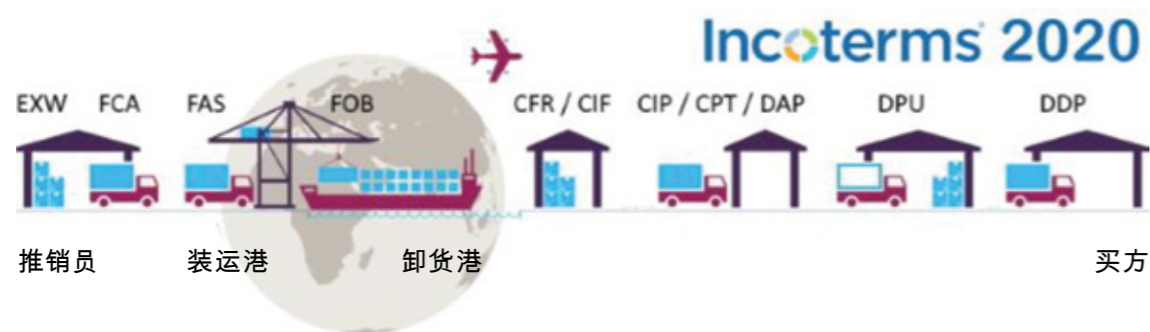 Incoterms 2020
EXW FCA FAS FOB CFR / CIF CIP / CPT / DAP DPU DDP
推销员 装运港 卸货港 买方